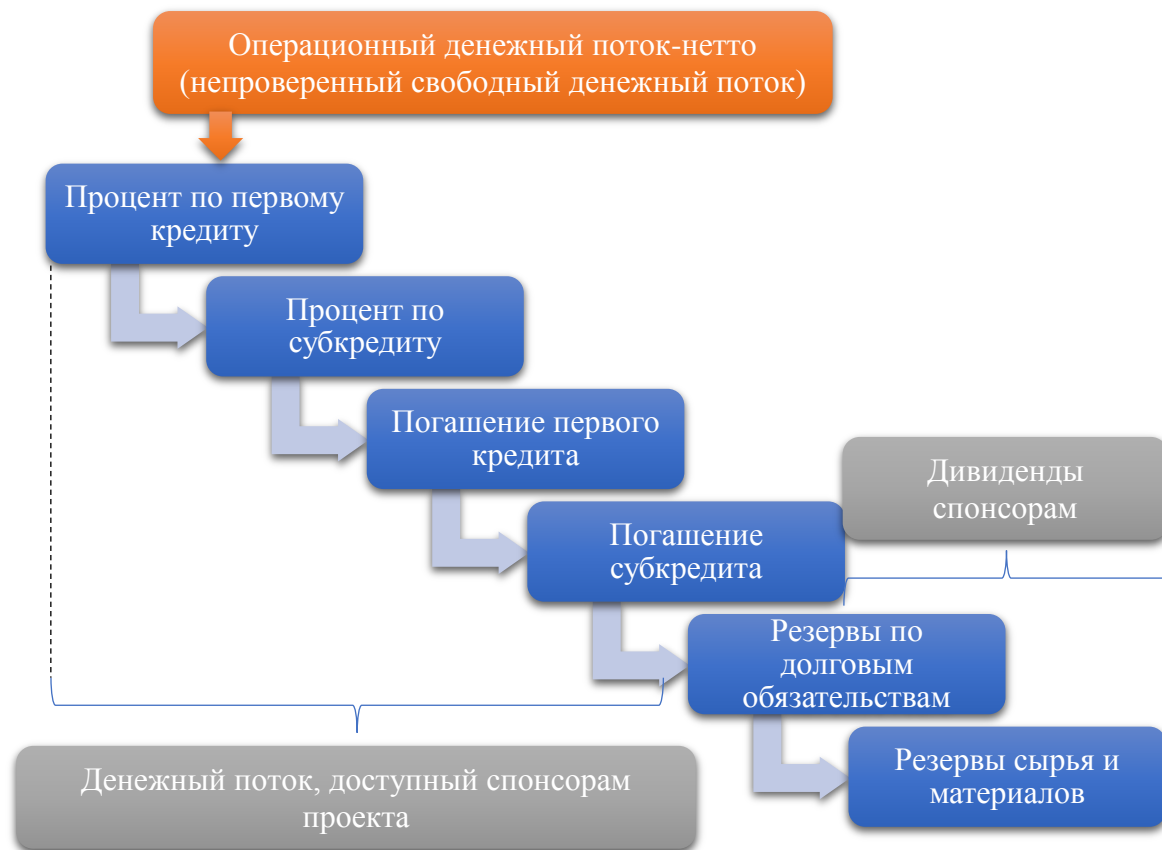 Операционный денежный поток-нетто
(непроверенный свободный денежный поток)
Процент по первому
кредиту
Процент по
субкредиту
Погашение первого
кредита
Дивиденды
спонсорам
Погашение
субкредита
Резервы по
долговым
обязательствам
Денежный поток, доступный спонсорам
проекта
Резервы сырья и
материалов